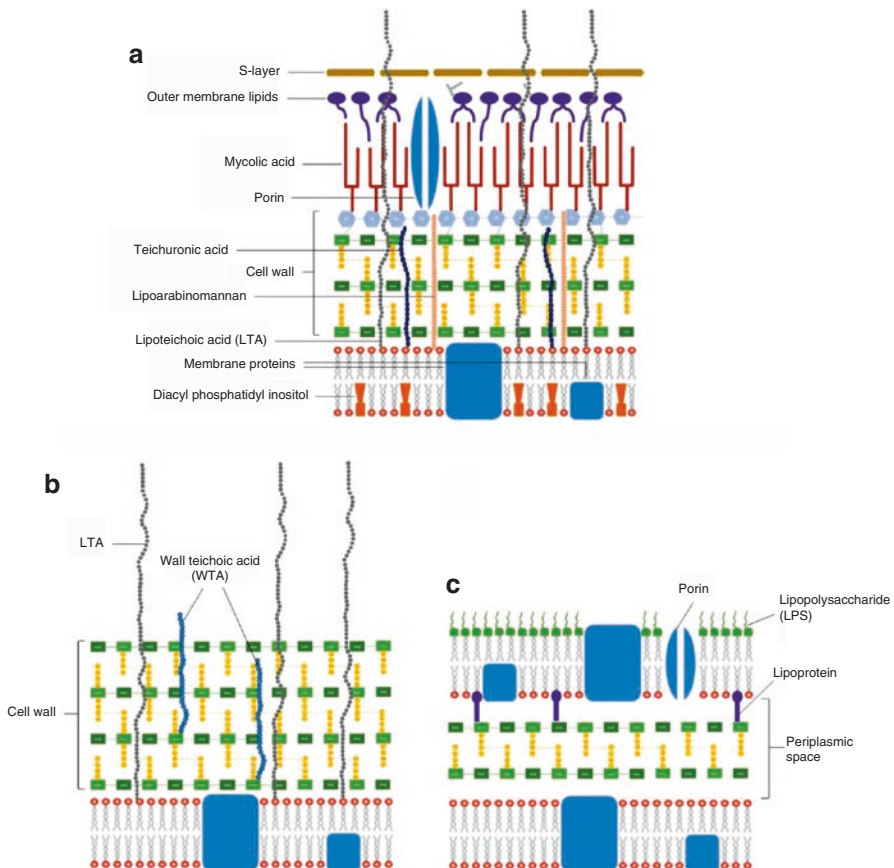 a
S-layer
Outer membrane lipids
Mycolic acid
Porin
Teichuronic acid
Cell wall
Lipoarabinomannan
Lipoteichoic acid (LTA)
Membrane proteins
Diacyl phosphatidyl inositol
b
LTA
Wall teichoic acid
(WTA)
Cell wall
c
Porin
Lipopolysaccharide
(LPS)
Lipoprotein
Periplasmic
space